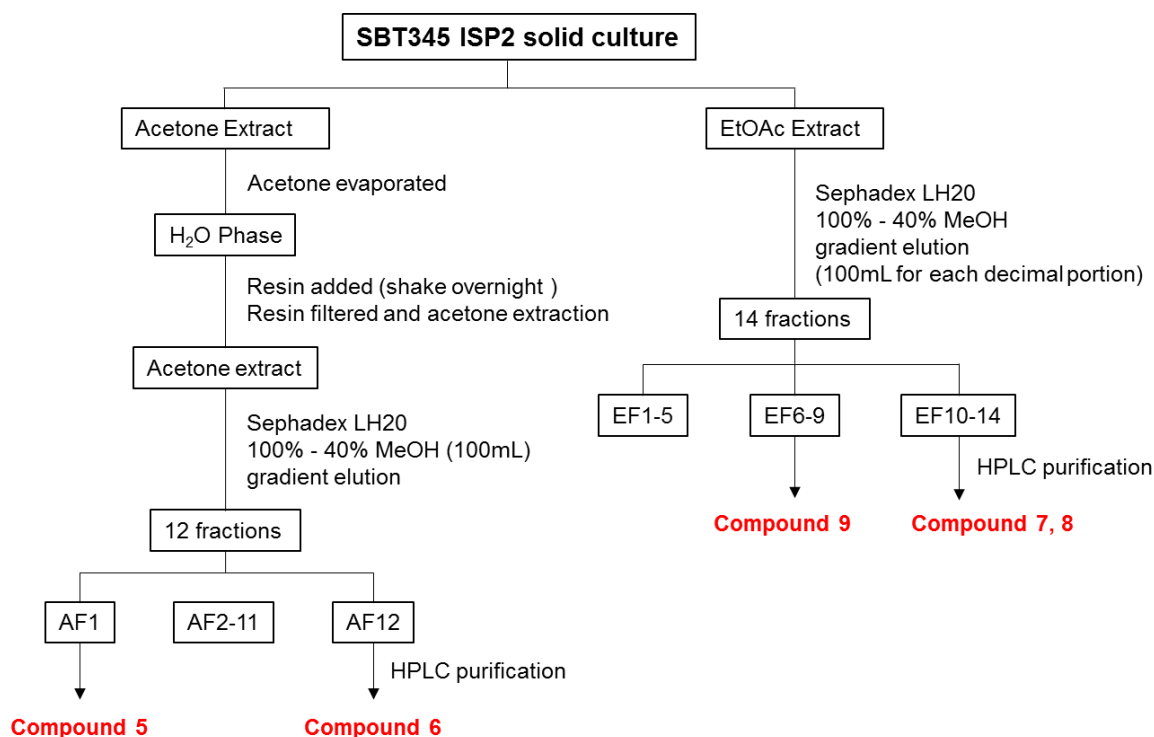 SBT345 ISP2 solid culture
Acetone Extract
Acetone evaporated
H₂O Phase
Resin added (shake overnight )
Resin filtered and acetone extraction
Acetone extract
Sephadex LH20
100% - 40% MeOH (100mL)
gradient elution
12 fractions
AF1
AF2-11
AF12
HPLC purification
Compound 5
Compound 6
EtOAc Extract
Sephadex LH20
100% - 40% MeOH
gradient elution
(100mL for each decimal portion)
14 fractions
EF1-5
EF6-9
EF10-14
HPLC purification
Compound 9
Compound 7, 8